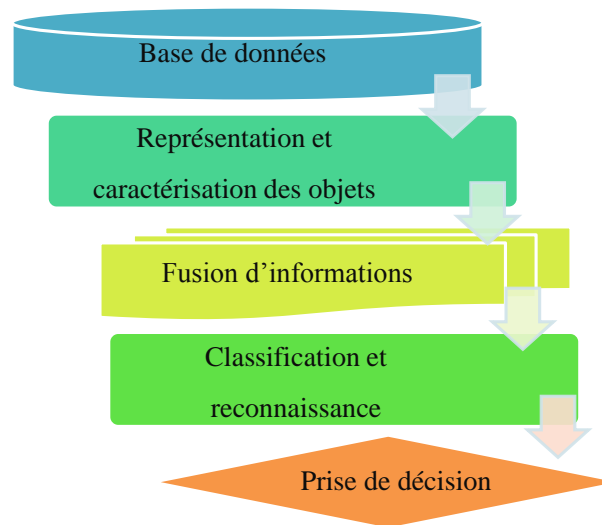 Base de données
Représentation et
caractérisation des objets
Fusion d’informations
Classification et
reconnaissance
Prise de décision